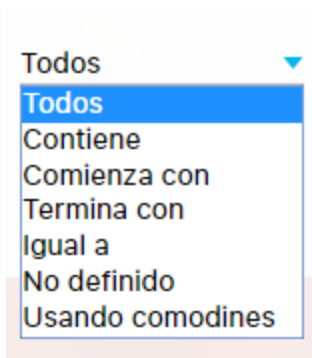 Todos
Todos
Contiene
Comienza con
Termina con
Igual a
No definido
Usando comodines